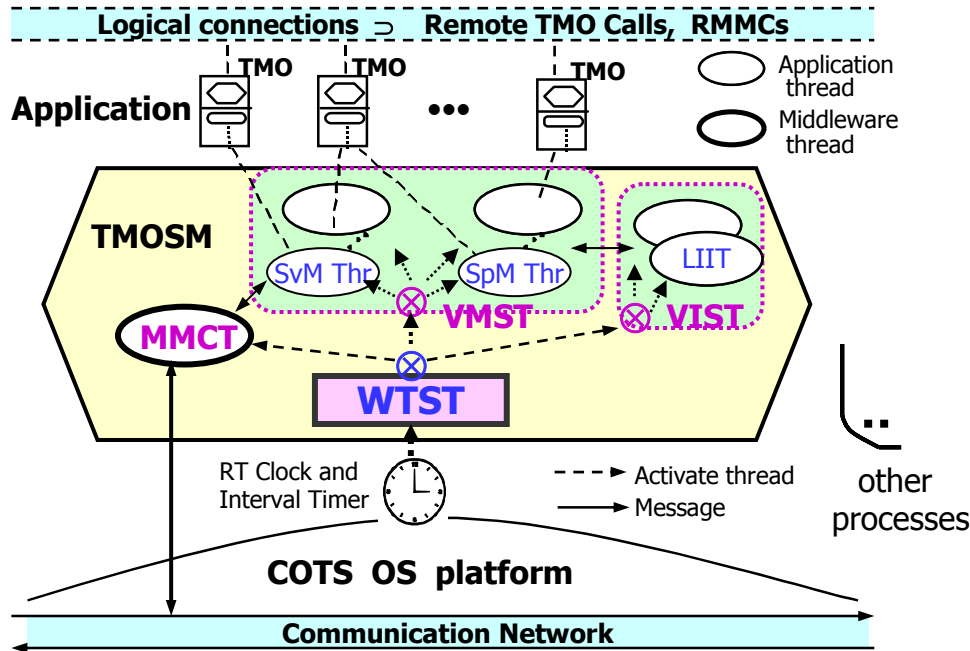 Logical connections ⊃ Remote TMO Calls, RMMCs
TMO
TMO
TMO
Application
•••
Application
thread
Middleware
thread
TMOSM
SvM Thr
SpM Thr
LIIT
VMST
VIST
MMCT
WTST
RT Clock and
Interval Timer
Activate thread
Message
other
processes
COTS OS platform
Communication Network